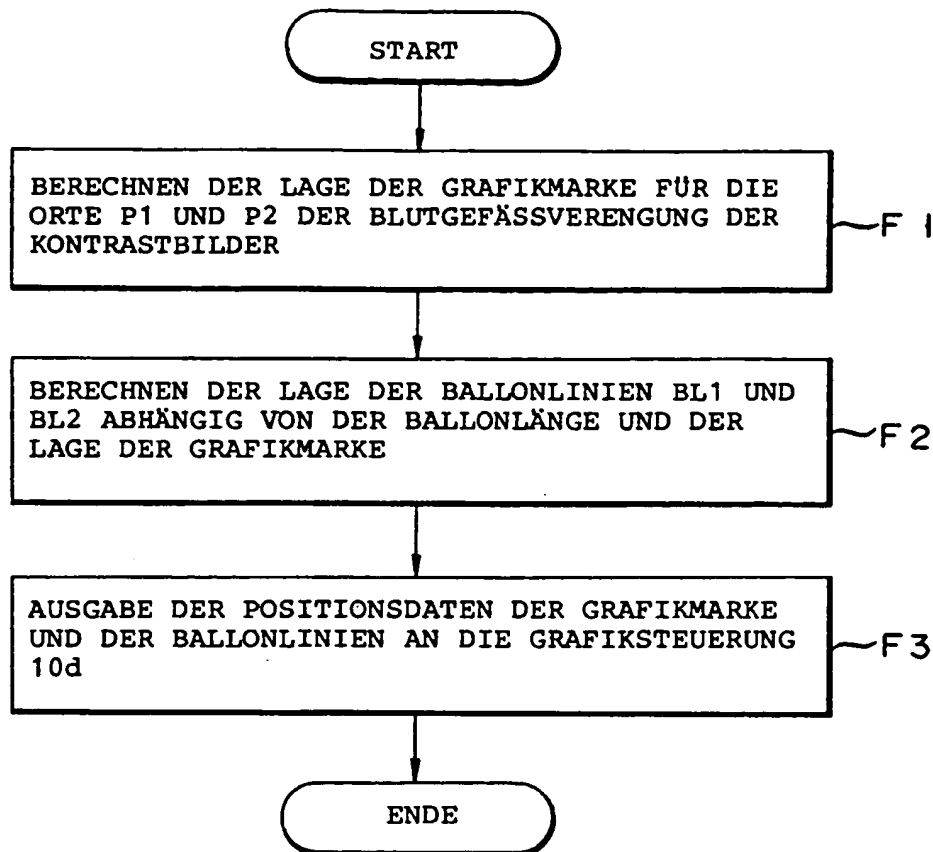 START
BERECHNEN DER LAGE DER GRAFIKMARKE FÜR DIE
ORTE P1 UND P2 DER BLUTGEFÄSSVERENGUNG DER
KONTRASTBILDER
F 1
BERECHNEN DER LAGE DER BALLONLINIEN BL1 UND
BL2 ABHÄNGIG VON DER BALLONLÄNGE UND DER
LAGE DER GRAFIKMARKE
F 2
AUSGABE DER POSITIONSDATEN DER GRAFIKMARKE
UND DER BALLONLINIEN AN DIE GRAFIKSTEUERUNG
10d
F 3
ENDE